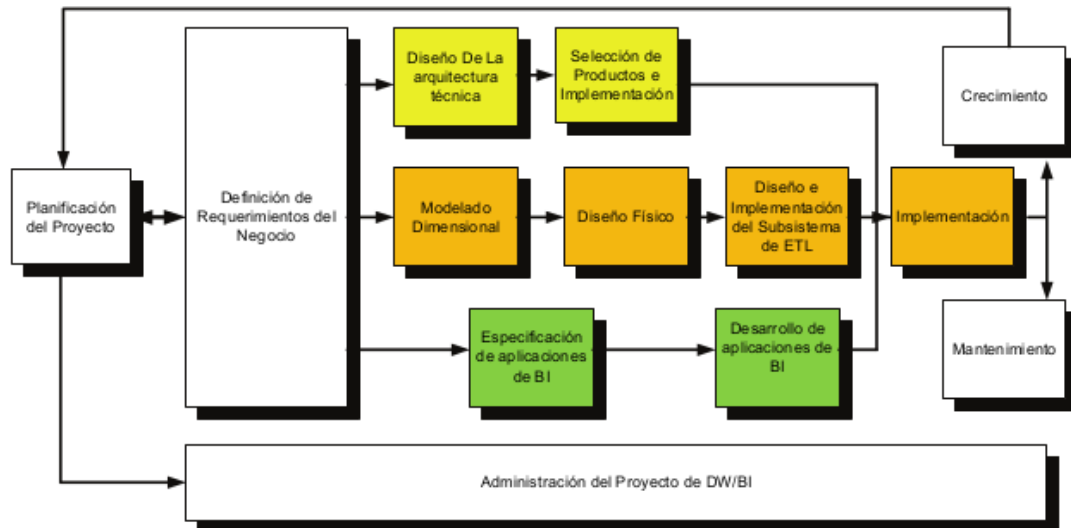 Diseño De La
arquitectura
técnica
Selección de
Productos e
Implementación
Crecimiento
Planificación
del Proyecto
Definición de
Requerimientos del
Negocio
Modelado
Dimensional
Diseño Físico
Diseño e
Implementación
del Subsistema
de ETL
Implementación
Especificación
de aplicaciones
de BI
Desarrollo de
aplicaciones de
BI
Mantenimiento
Administración del Proyecto de DW/BI